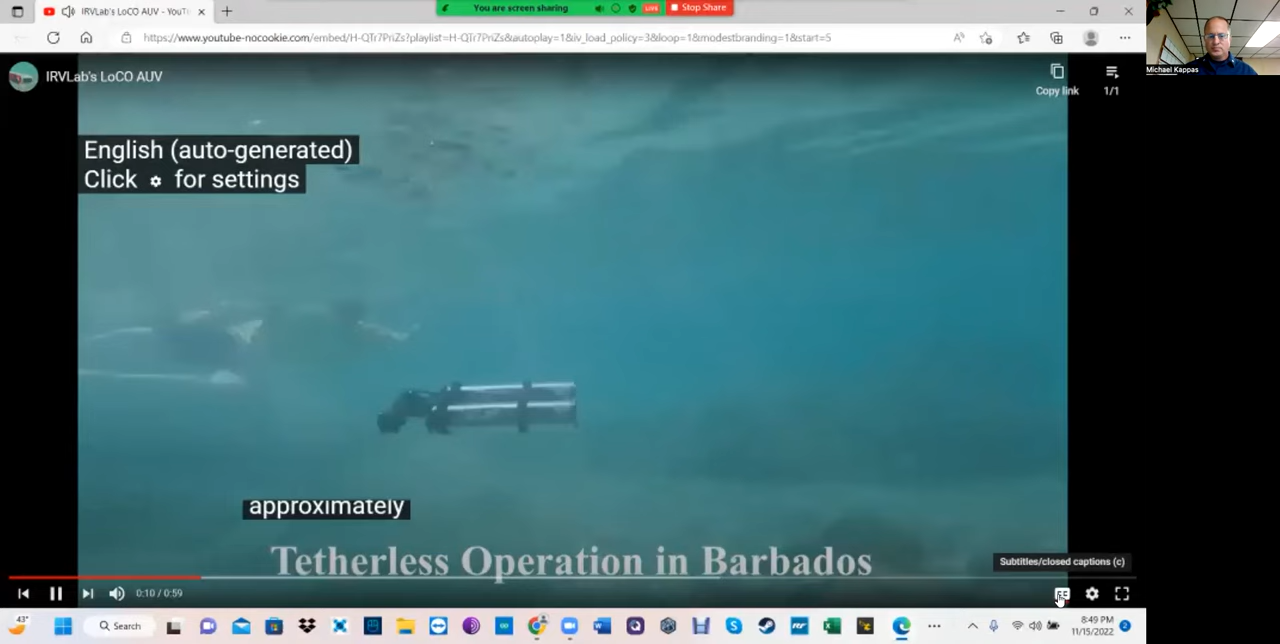 IRVLab's LoCO AUV - YouT
You are screen sharing
LIVE
Stop Share
https://www.youtube-nocookie.com/embed/H-QTr7PriZs?playlist=H-QTr7PriZs&autoplay=1&iv_load_policy=3&loop=1&modestbranding=1&start=5
Michael Kappas
IRVLab's LoCO AUV
Copy link
1/1
English (auto-generated)
Click for settings
approximately
Tetherless Operation in Barbados
Subtitles/closed captions (c)
0:10 / 0:59
43°
Search
8:49 PM
11/15/2022
2